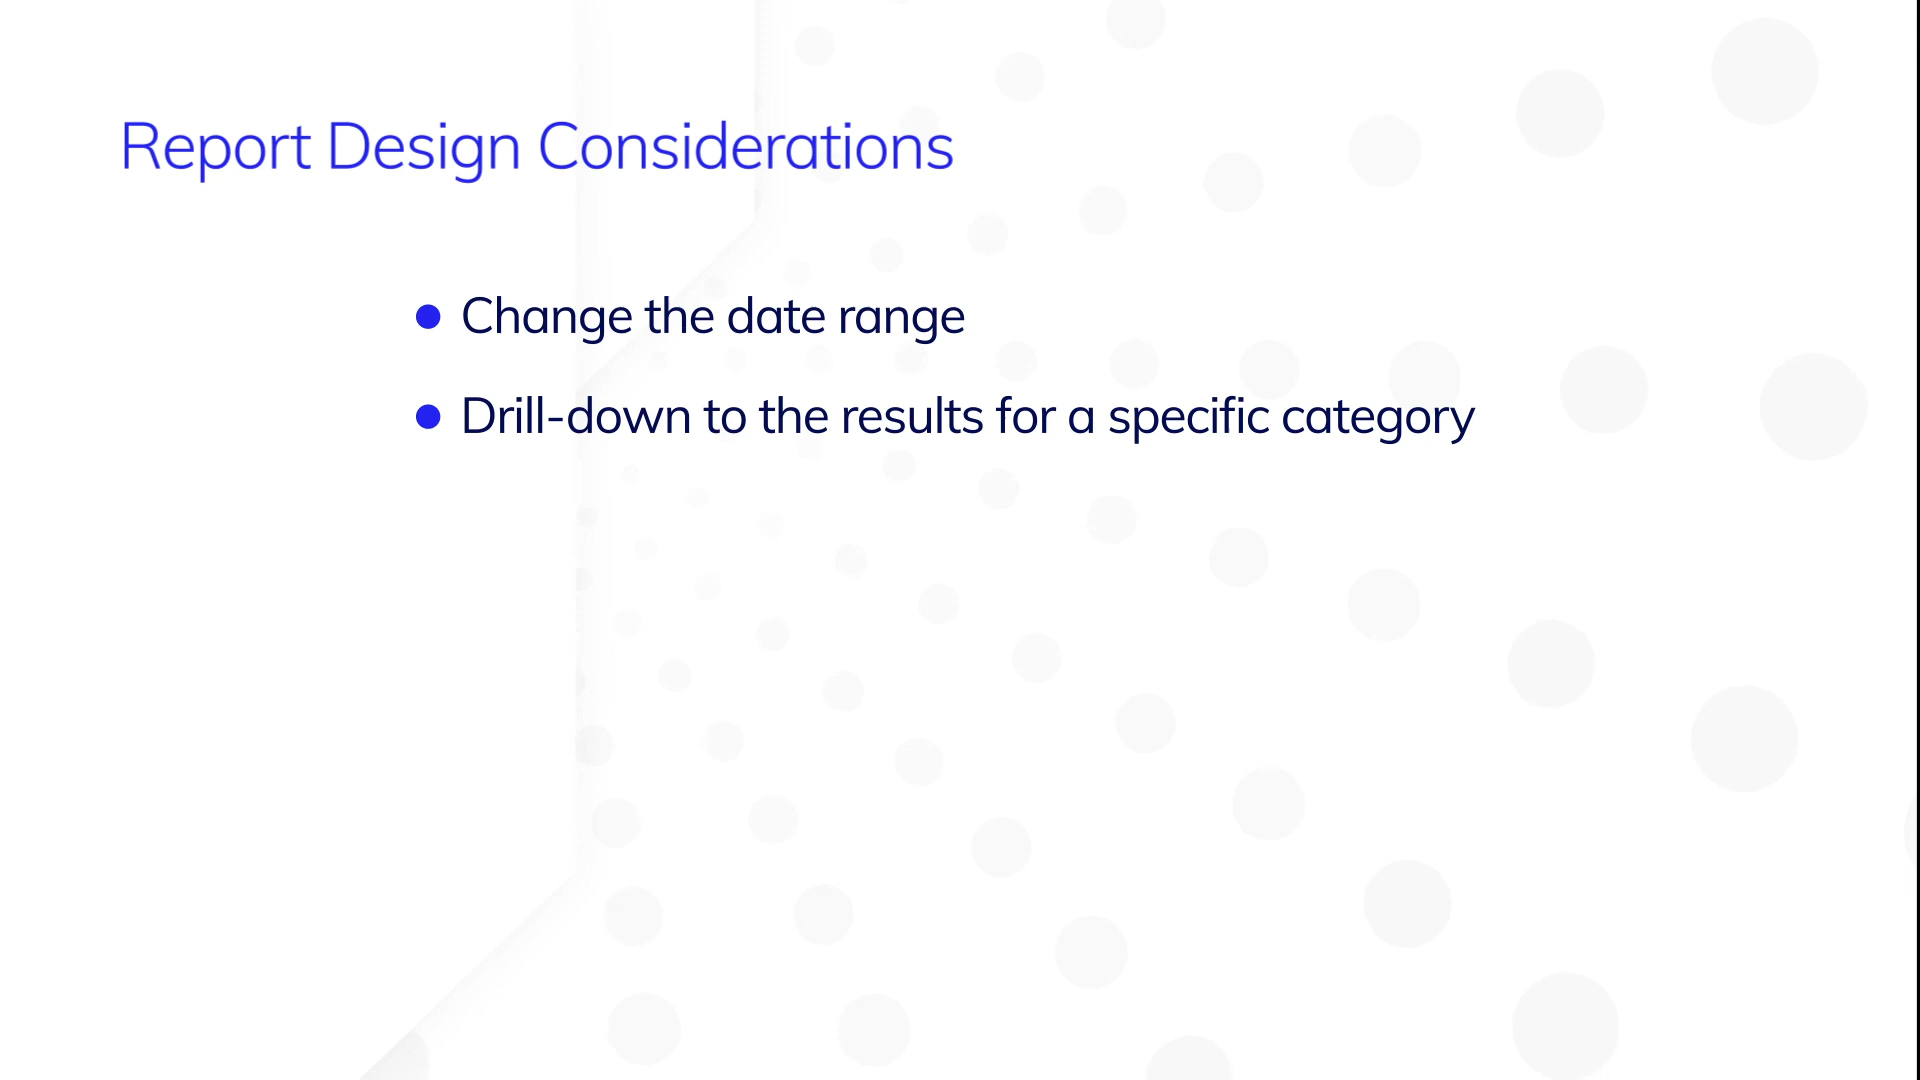 Report Design Considerations
Change the date range
Drill-down to the results for a specific category